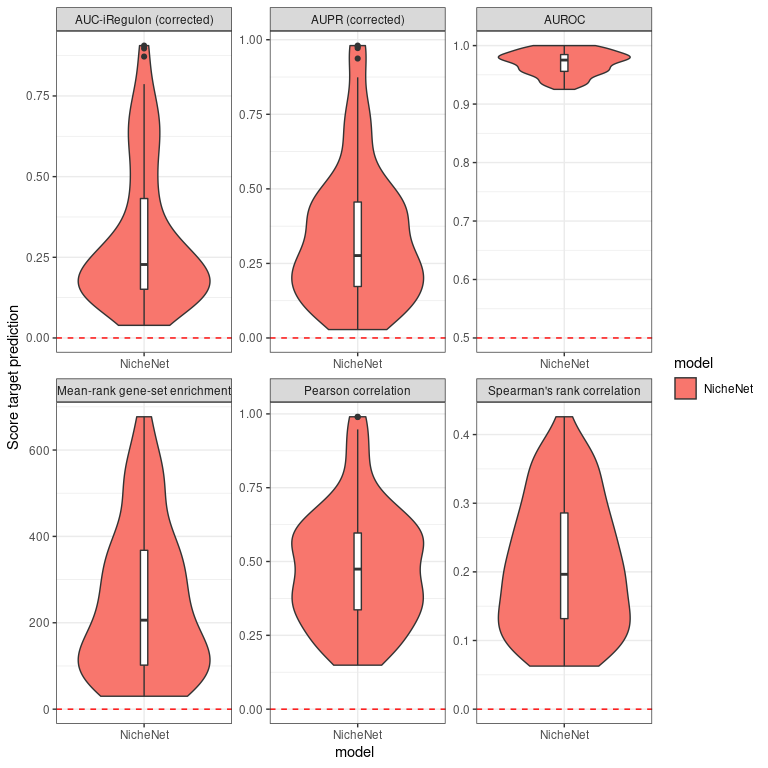 AUC-iRegulon (corrected)
AUPR (corrected)
AUROC
0.75
0.50
0.25
0.00
1.00
0.75
0.50
0.25
0.00
1.0
0.9
0.8
0.7
0.6
0.5
NicheNet
NicheNet
NicheNet
Score target prediction
Mean-rank gene-set enrichment
Pearson correlation
Spearman's rank correlation
600
400
200
0
1.00
0.75
0.50
0.25
0.00
0.4
0.3
0.2
0.1
0.0
NicheNet
NicheNet
NicheNet
model
model
NicheNet